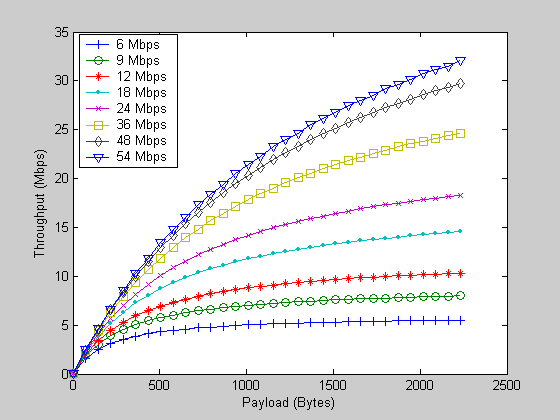 35
30
25
20
15
10
5
0
Throughput (Mbps)
6 Mbps
9 Mbps
12 Mbps
18 Mbps
24 Mbps
36 Mbps
48 Mbps
54 Mbps
0 500 1000 1500 2000 2500
Payload (Bytes)